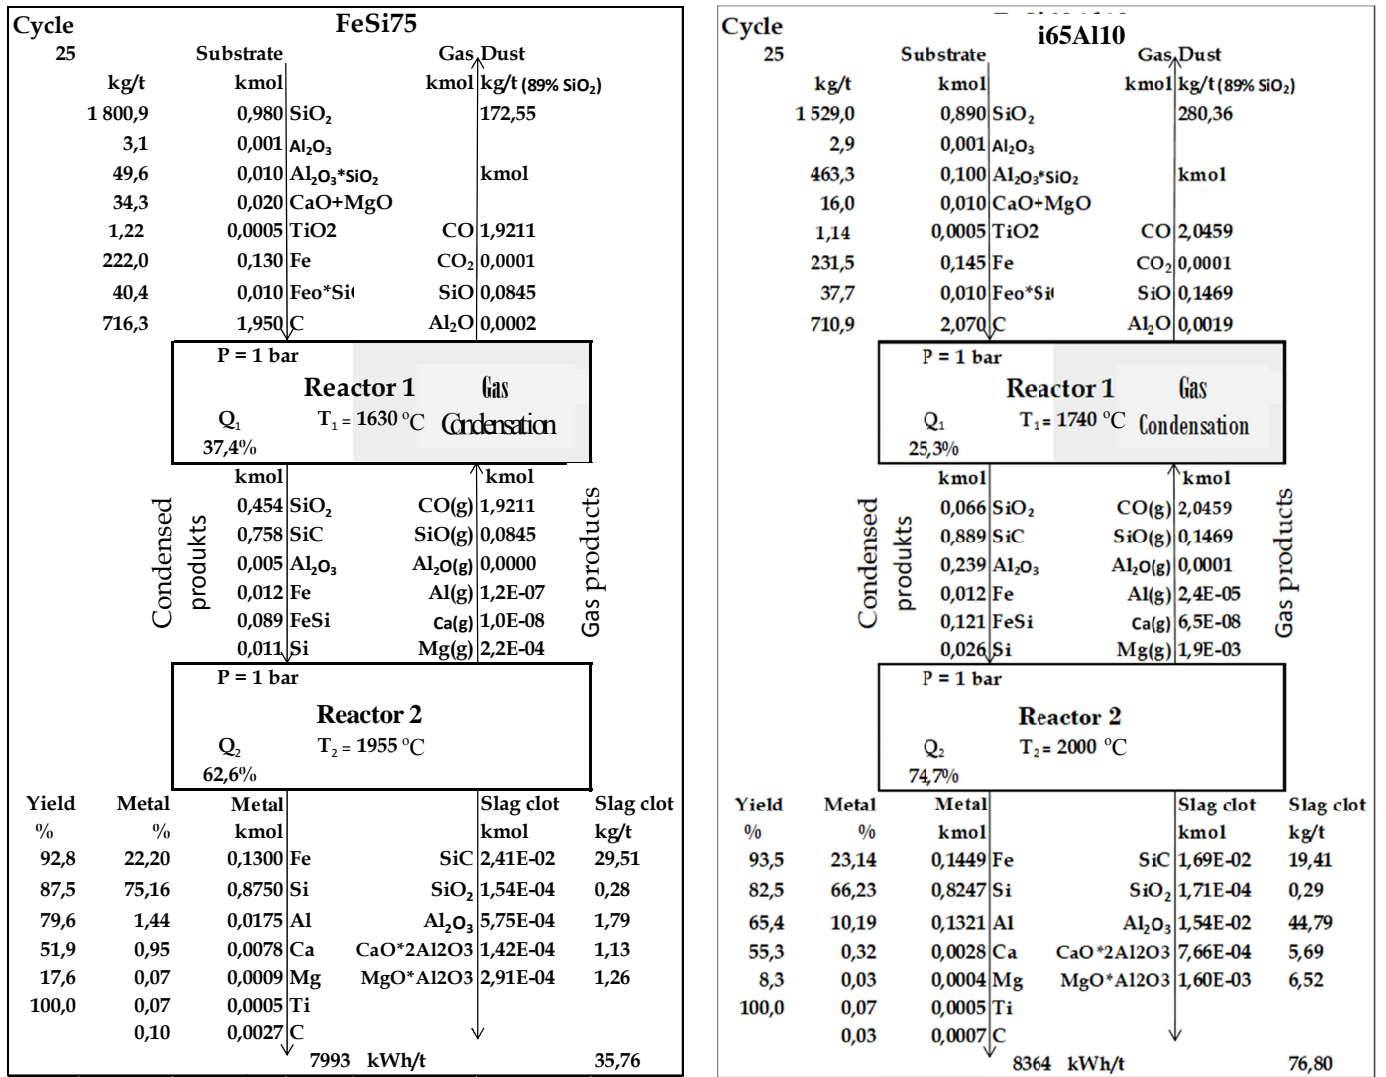 Cycle FeSi75
25 Substrate Gas Dust
kg/t kmol kmol kg/t (89% SiO₂)
1 800,9 0,980 SiO₂ 172,55
3,1 0,001 Al₂O₃
49,6 0,010 Al₂O₃*SiO₂ kmol
34,3 0,020 CaO+MgO
1,22 0,0005 TiO2 CO 1,9211
222,0 0,130 Fe CO₂ 0,0001
40,4 0,010 Feo*Si SiO 0,0845
716,3 1,950 C Al₂O 0,0002
P = 1 bar
Reactor 1 Gas
Q₁ T₁ = 1630 °C Condensation
37,4%
kmol kmol
Condensed
produkts
0,454 SiO₂ CO(g) 1,9211
0,758 SiC SiO(g) 0,0845
0,005 Al₂O₃ Al₂O(g) 0,0000
0,012 Fe Al(g) 1,2E-07
0,089 FeSi Ca(g) 1,0E-08
0,011 Si Mg(g) 2,2E-04
Gas products
P = 1 bar
Reactor 2
Q₂ T₂ = 1955 °C
62,6%
Yield Metal Metal Slag clot Slag clot
% % kmol kmol kg/t
92,8 22,20 0,1300 Fe SiC 2,41E-02 29,51
87,5 75,16 0,8750 Si SiO₂ 1,54E-04 0,28
79,6 1,44 0,0175 Al Al₂O₃ 5,75E-04 1,79
51,9 0,95 0,0078 Ca CaO*2Al2O3 1,42E-04 1,13
17,6 0,07 0,0009 Mg MgO*Al2O3 2,91E-04 1,26
100,0 0,07 0,0005 Ti
0,10 0,0027 C
7993 kWh/t 35,76
Cycle i65Al10
25 Substrate Gas Dust
kg/t kmol kmol kg/t (89% SiO₂)
1 529,0 0,890 SiO₂ 280,36
2,9 0,001 Al₂O₃
463,3 0,100 Al₂O₃*SiO₂ kmol
16,0 0,010 CaO+MgO
1,14 0,0005 TiO2 CO 2,0459
231,5 0,145 Fe CO₂ 0,0001
37,7 0,010 Feo*Si SiO 0,1469
710,9 2,070 C Al₂O 0,0019
P = 1 bar
Reactor 1 Gas
Q₁ T₁ = 1740 °C Condensation
25,3%
kmol kmol
Condensed
produkts
0,066 SiO₂ CO(g) 2,0459
0,889 SiC SiO(g) 0,1469
0,239 Al₂O₃ Al₂O(g) 0,0001
0,012 Fe Al(g) 2,4E-05
0,121 FeSi Ca(g) 6,5E-08
0,026 Si Mg(g) 1,9E-03
Gas products
P = 1 bar
Reactor 2
Q₂ T₂ = 2000 °C
74,7%
Yield Metal Metal Slag clot Slag clot
% % kmol kmol kg/t
93,5 23,14 0,1449 Fe SiC 1,69E-02 19,41
82,5 66,23 0,8247 Si SiO₂ 1,71E-04 0,29
65,4 10,19 0,1321 Al Al₂O₃ 1,54E-02 44,79
55,3 0,32 0,0028 Ca CaO*2Al2O3 7,66E-04 5,69
8,3 0,03 0,0004 Mg MgO*Al2O3 1,60E-03 6,52
100,0 0,07 0,0005 Ti
0,03 0,0007 C
8364 kWh/t 76,80